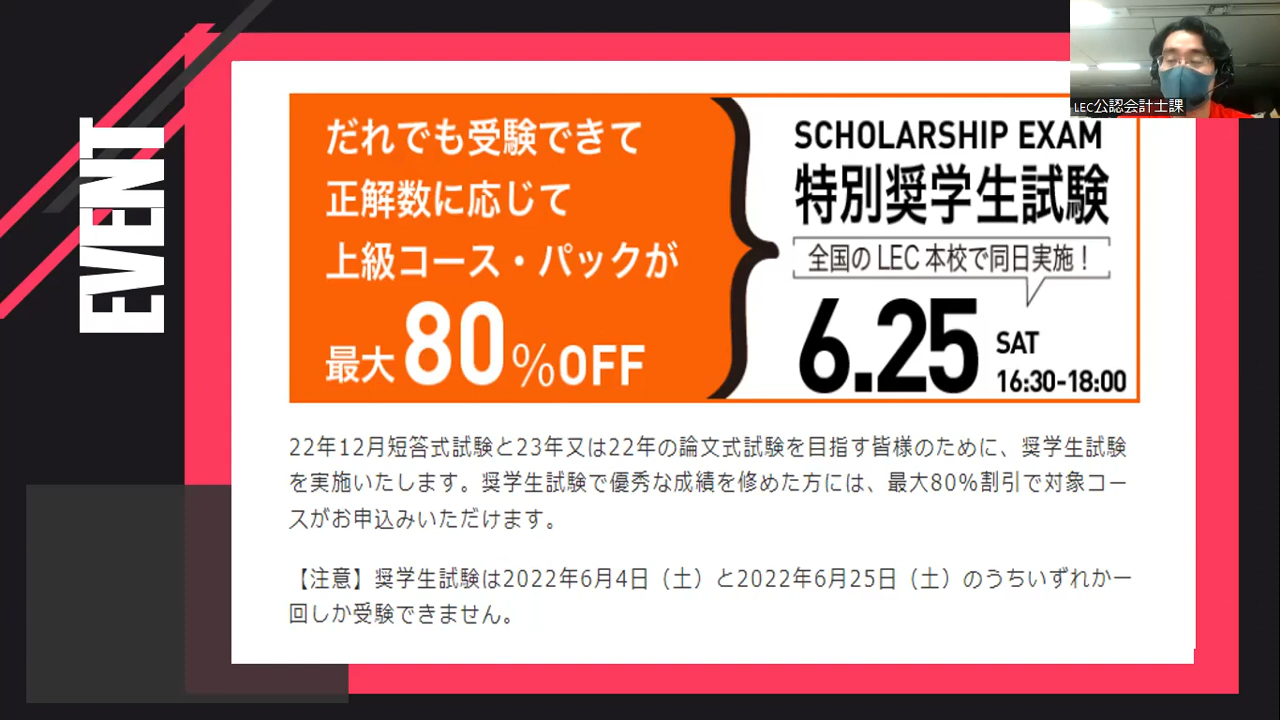 EVENT
だれでも受験できて
正解数に応じて
上級コース・パックが
最大80%OFF
SCHOLARSHIP EXAM
特別奨学生試験
全国のLEC本校で同日実施！
6.25 SAT
16:30-18:00
LEC公認会計士課
22年12月短答式試験と23年又は22年の論文式試験を目指す皆様のために、奨学生試験
を実施いたします。奨学生試験で優秀な成績を修めた方には、最大80％割引で対象コー
スがお申込みいただけます。
【注意】奨学生試験は2022年6月4日（土）と2022年6月25日（土）のうちいずれか一
回しか受験できません。